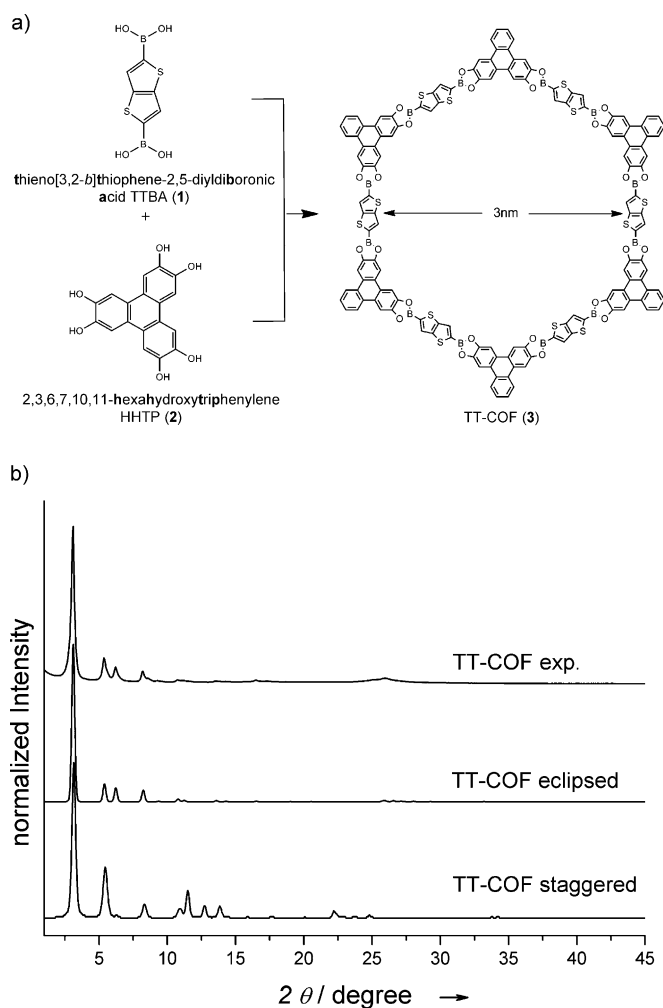 a)
HO OH
B
S
S
B
HO OH
thieno[3,2-b]thiophene-2,5-diyldiboronic
acid TTBA (1)
+
OH
OH
HO
HO
OH
OH
2,3,6,7,10,11-hexahydroxytriphenylene
HHTP (2)
3nm
TT-COF (3)
b)
normalized Intensity
TT-COF exp.
TT-COF eclipsed
TT-COF staggered
5 10 15 20 25 30 35 40 45
2 θ / degree